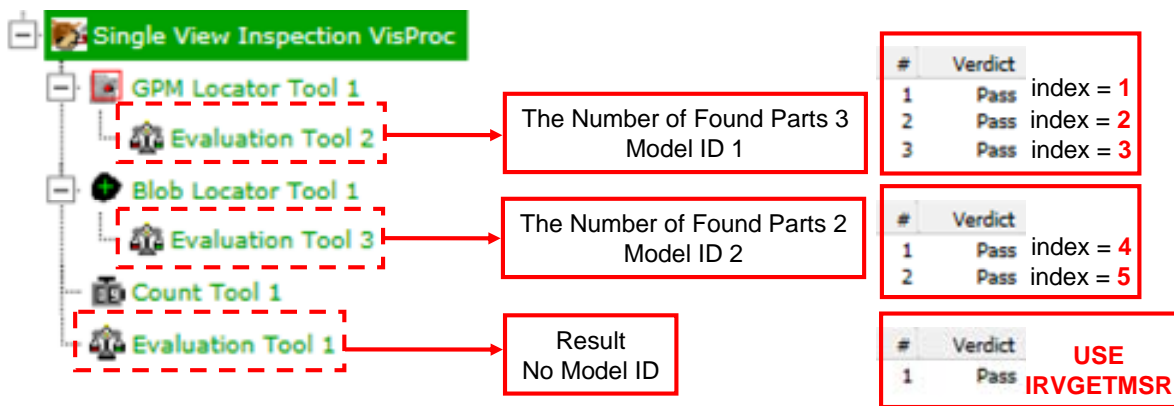 Single View Inspection VisProc
GPM Locator Tool 1
Evaluation Tool 2
Blob Locator Tool 1
Evaluation Tool 3
Count Tool 1
Evaluation Tool 1
The Number of Found Parts 3
Model ID 1
The Number of Found Parts 2
Model ID 2
Result
No Model ID
# Verdict
1 Pass index = 1
2 Pass index = 2
3 Pass index = 3
# Verdict
1 Pass index = 4
2 Pass index = 5
# Verdict
1 Pass
USE
IRVGETMSR